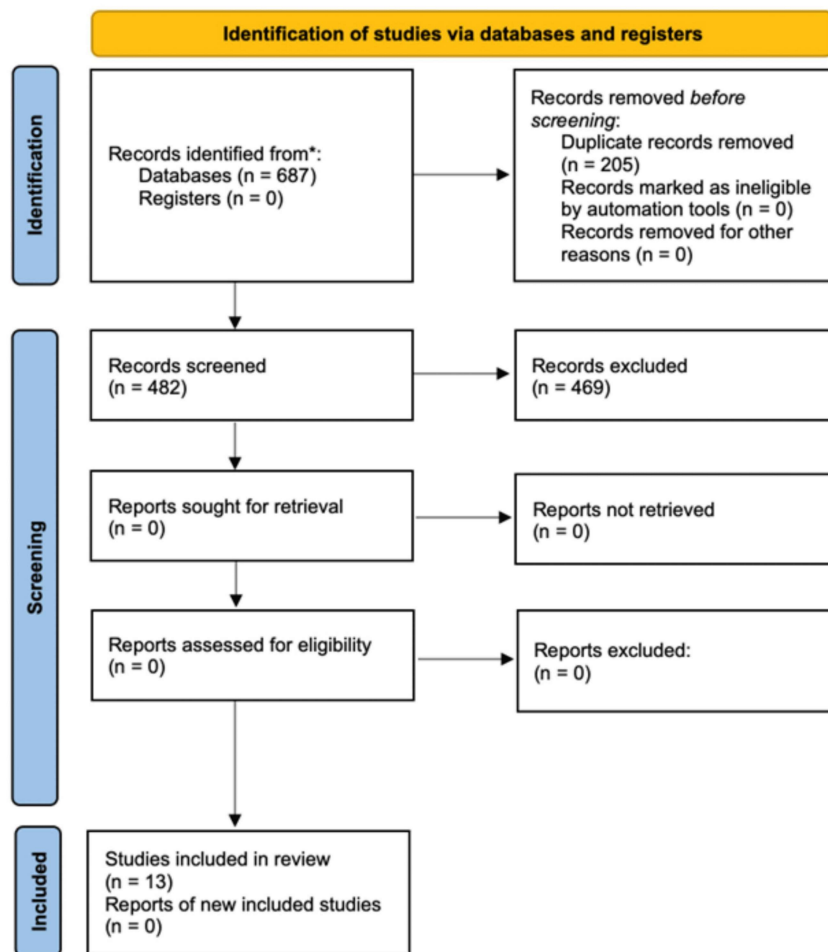 Identification of studies via databases and registers
Identification
Records identified from*:
Databases (n = 687)
Registers (n = 0)
Records removed before
screening:
Duplicate records removed
(n = 205)
Records marked as ineligible
by automation tools (n = 0)
Records removed for other
reasons (n = 0)
Screening
Records screened
(n = 482)
Records excluded
(n = 469)
Reports sought for retrieval
(n = 0)
Reports not retrieved
(n = 0)
Reports assessed for eligibility
(n = 0)
Reports excluded:
(n = 0)
Included
Studies included in review
(n = 13)
Reports of new included studies
(n = 0)